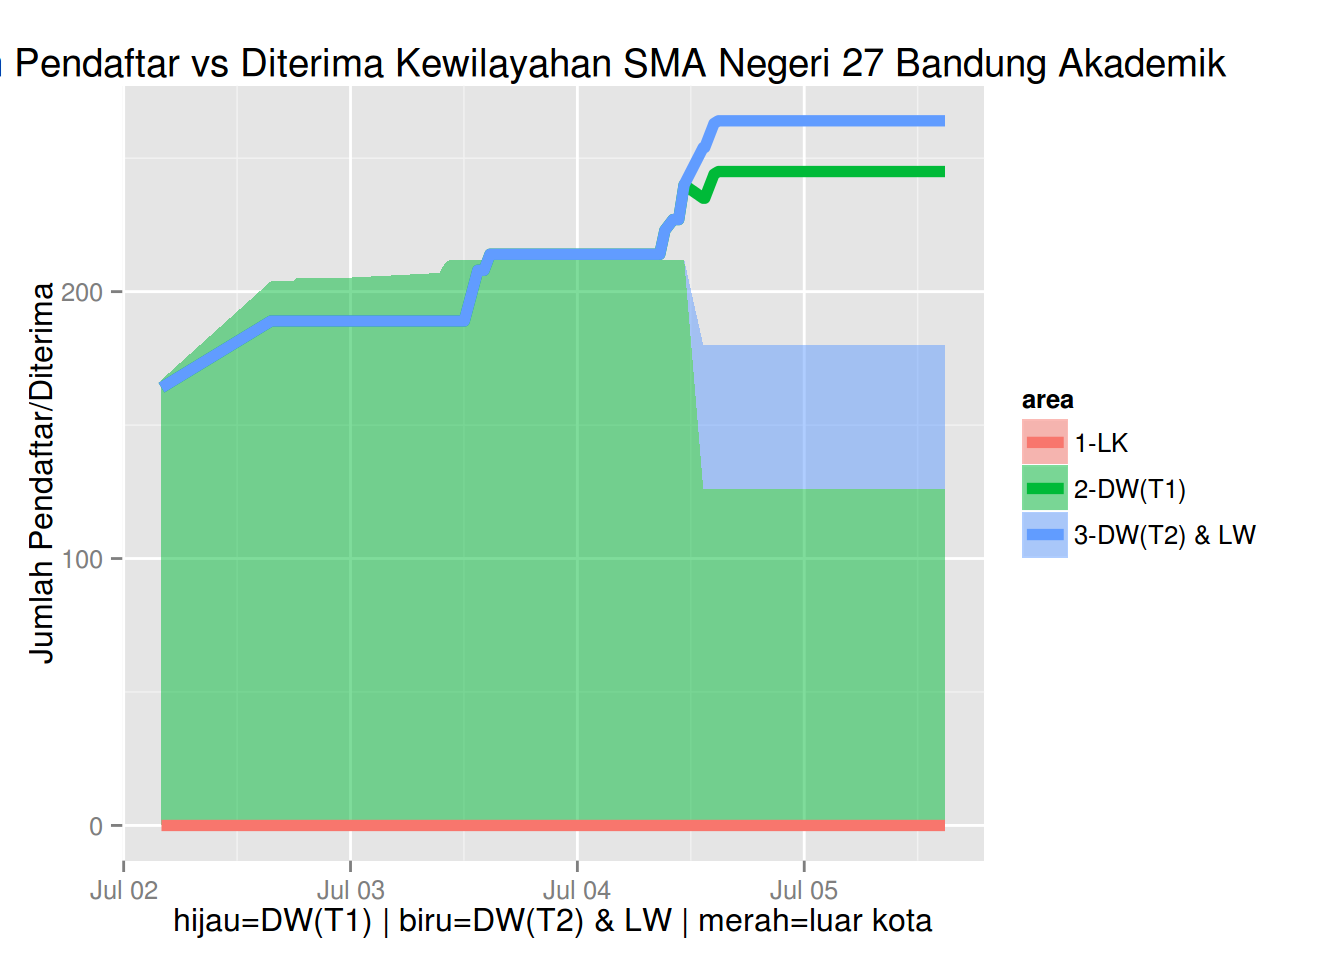 Pendaftar vs Diterima Kewilayahan SMA Negeri 27 Bandung Akademik
Jumlah Pendaftar/Diterima
200
100
0
Jul 02
Jul 03
Jul 04
Jul 05
hijau=DW(T1) | biru=DW(T2) & LW | merah=luar kota
area
1-LK
2-DW(T1)
3-DW(T2) & LW